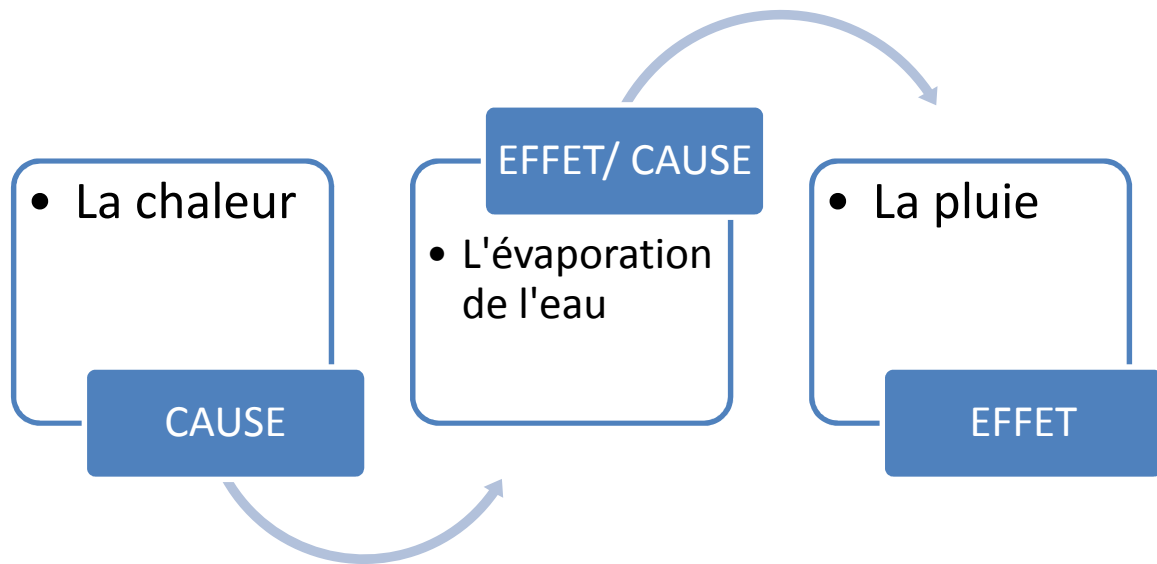 • La chaleur
CAUSE
EFFET/ CAUSE
• L'évaporation
de l'eau
• La pluie
EFFET